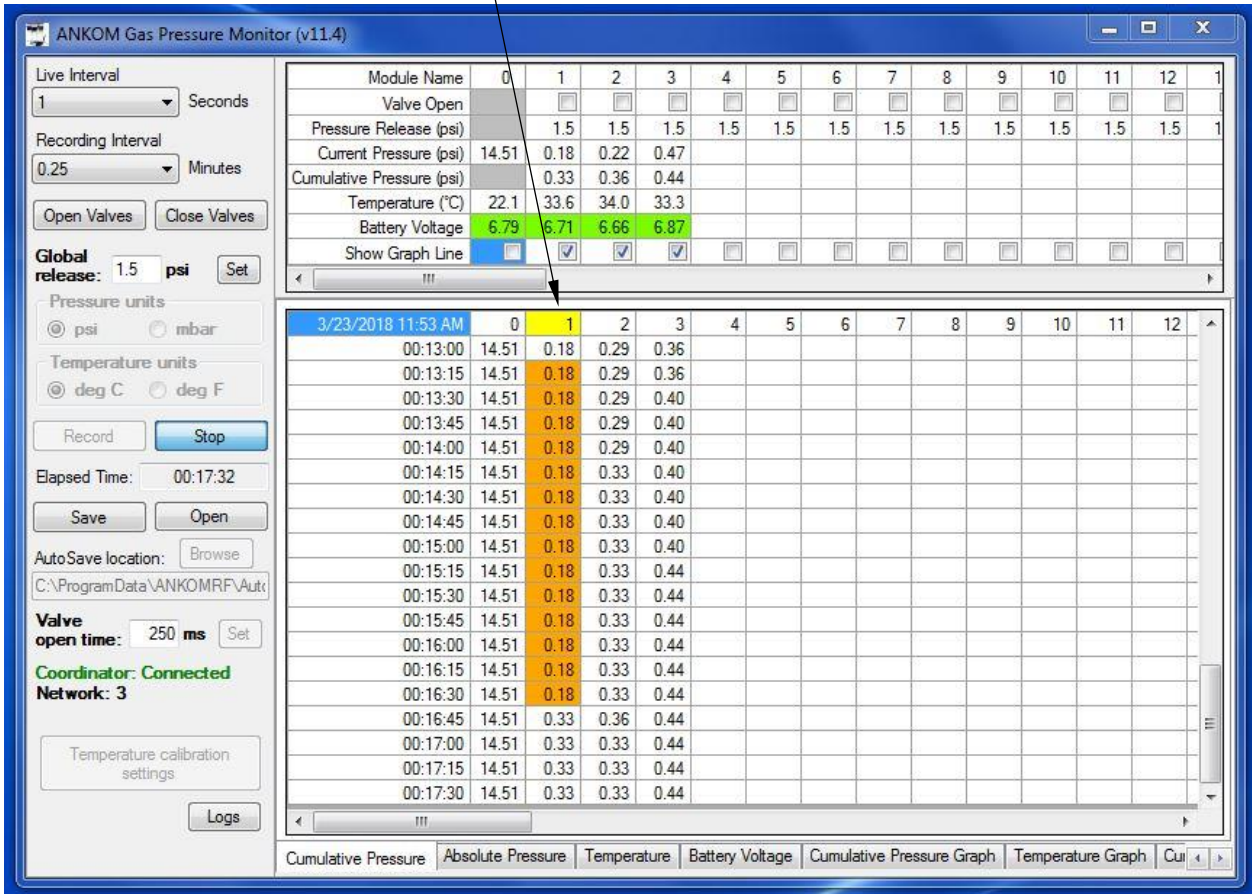 ANKOM Gas Pressure Monitor (v11.4)
Live Interval
1 Seconds
Recording Interval
0.25 Minutes
Open Valves Close Valves
Global release: 1.5 psi Set
Pressure units
psi mbar
Temperature units
deg C deg F
Record Stop
Elapsed Time: 00:17:32
Save Open
AutoSave location: Browse
C:\ProgramData\ANKOMRF\Auto
Valve open time: 250 ms Set
Coordinator: Connected
Network: 3
Temperature calibration settings
Logs
Module Name 0 1 2 3 4 5 6 7 8 9 10 11 12 1
Valve Open
Pressure Release (psi) 1.5 1.5 1.5 1.5 1.5 1.5 1.5 1.5 1.5 1.5 1.5 1.5 1
Current Pressure (psi) 14.51 0.18 0.22 0.47
Cumulative Pressure (psi) 0.33 0.36 0.44
Temperature (°C) 22.1 33.6 34.0 33.3
Battery Voltage 6.79 6.71 6.66 6.87
Show Graph Line
3/23/2018 11:53 AM 0 1 2 3 4 5 6 7 8 9 10 11 12
00:13:00 14.51 0.18 0.29 0.36
00:13:15 14.51 0.18 0.29 0.36
00:13:30 14.51 0.18 0.29 0.40
00:13:45 14.51 0.18 0.29 0.40
00:14:00 14.51 0.18 0.29 0.40
00:14:15 14.51 0.18 0.33 0.40
00:14:30 14.51 0.18 0.33 0.40
00:14:45 14.51 0.18 0.33 0.40
00:15:00 14.51 0.18 0.33 0.40
00:15:15 14.51 0.18 0.33 0.44
00:15:30 14.51 0.18 0.33 0.44
00:15:45 14.51 0.18 0.33 0.44
00:16:00 14.51 0.18 0.33 0.44
00:16:15 14.51 0.18 0.33 0.44
00:16:30 14.51 0.18 0.33 0.44
00:16:45 14.51 0.33 0.36 0.44
00:17:00 14.51 0.33 0.33 0.44
00:17:15 14.51 0.33 0.33 0.44
00:17:30 14.51 0.33 0.33 0.44
Cumulative Pressure Absolute Pressure Temperature Battery Voltage Cumulative Pressure Graph Temperature Graph Cur